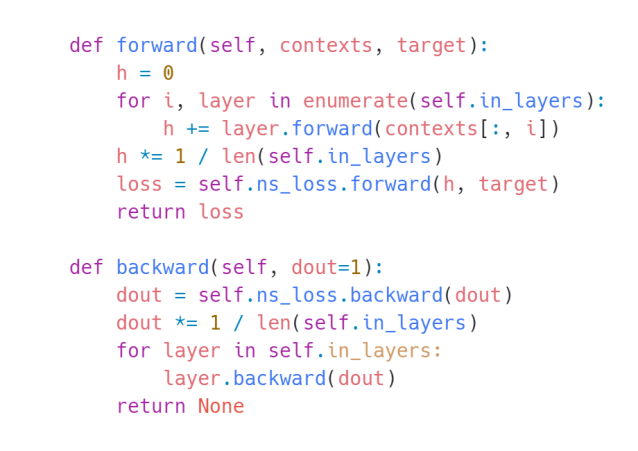 def forward(self, contexts, target):
    h = 0
    for i, layer in enumerate(self.in_layers):
        h += layer.forward(contexts[:, i])
    h *= 1 / len(self.in_layers)
    loss = self.ns_loss.forward(h, target)
    return loss

def backward(self, dout=1):
    dout = self.ns_loss.backward(dout)
    dout *= 1 / len(self.in_layers)
    for layer in self.in_layers:
        layer.backward(dout)
    return None